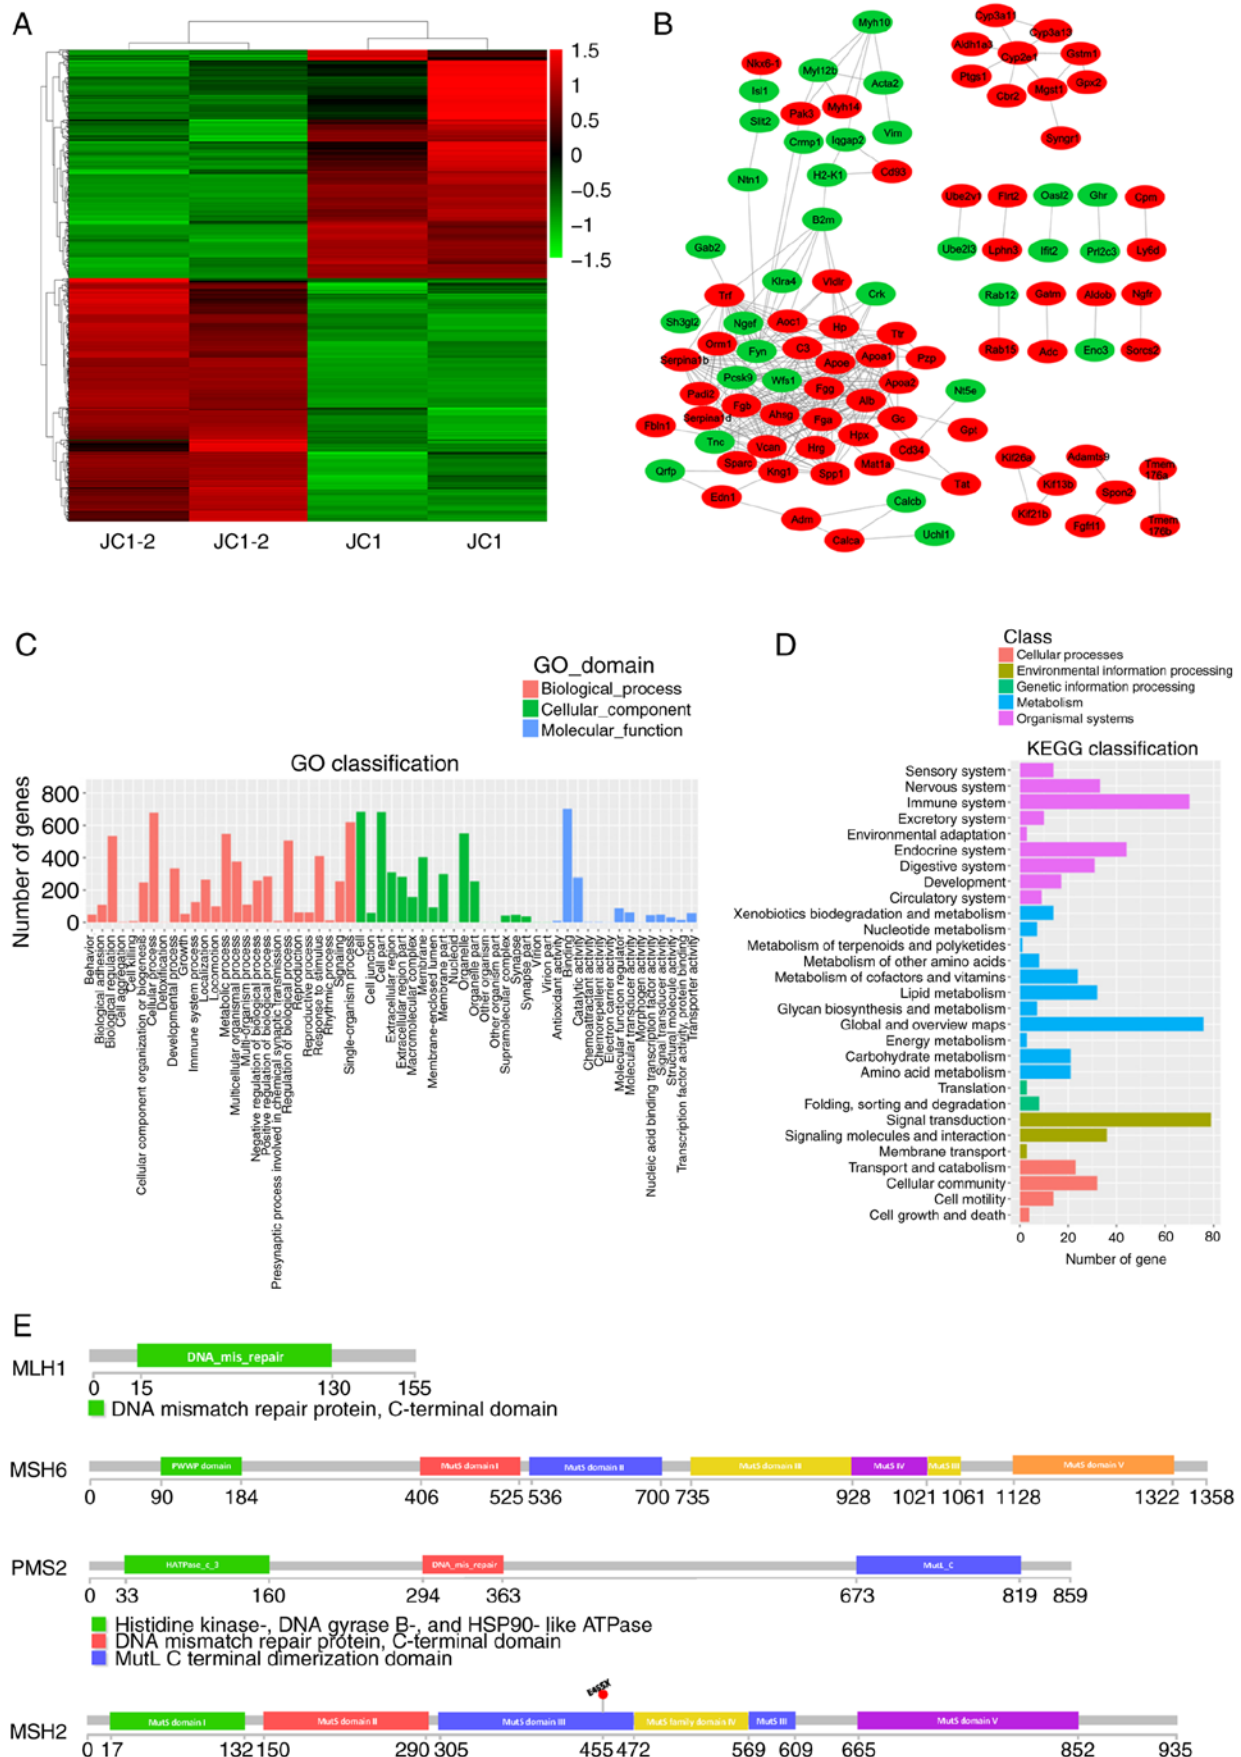 A
1.5
1
0.5
0
−0.5
−1
−1.5
JC1-2
JC1-2
JC1
JC1
B
Myh10
Nkx6-1
Myl12b
Isl1
Acta2
Pak3
Myh14
Slit2
Vim
Crmp1
Iqgap2
Ntn1
H2-K1
Cd93
B2m
Gab2
Klra4
Vldlr
Trf
Crk
Sh3gl2
Ngef
Aoc1
Hp
Ttr
Orm1
Fyn
C3
Serpina1b
Apoe
Apoa1
Pzp
Pcsk9
Wfs1
Fgg
Apoa2
Nt5e
Padi2
Fgb
Ahsg
Alb
Serpina1d
Fga
Gc
Fbln1
Tnc
Hpx
Gpt
Vcan
Hrg
Cd34
Qrfp
Sparc
Kng1
Spp1
Mat1a
Tat
Edn1
Adm
Calcb
Calca
Uchl1
Cyp3a11
Cyp3a13
Aldh1a3
Cyp2e1
Gstm1
Ptgs1
Cbr2
Mgst1
Gpx2
Syngr1
Ube2v1
Flrt2
Oasl2
Ghr
Cpm
Ube2l3
Lphn3
Ifit2
Prl2c3
Ly6d
Rab12
Galm
Aldob
Ngfr
Rab15
Adc
Eno3
Sorcs2
Kif26a
Adamts9
Tmem
176a
Kif13b
Spon2
Kif21b
Fgfrl1
Tmem
176b
C
GO_domain
Biological_process
Cellular_component
Molecular_function
GO classification
Number of genes
800
600
400
200
0
Behavior
Biological adhesion
Biological regulation
Cell aggregation
Cell killing
Cellular component organization or biogenesis
Cellular process
Detoxification
Developmental process
Growth
Immune system process
Localization
Locomotion
Metabolic process
Multicellular organismal process
Multi-organism process
Negative regulation of biological process
Positive regulation of biological process
Presynaptic process involved in chemical synaptic transmission
Regulation of biological process
Reproduction
Reproductive process
Response to stimulus
Rhythmic process
Signaling
Single-organism process
Cell
Cell junction
Cell part
Extracellular region
Extracellular region part
Macromolecular complex
Membrane
Membrane-enclosed lumen
Membrane part
Nucleoid
Organelle
Organelle part
Other organism
Other organism part
Supramolecular complex
Synapse
Synapse part
Virion
Virion part
Antioxidant activity
Binding
Catalytic activity
Chemoattractant activity
Chemorepellent activity
Electron carrier activity
Molecular function regulator
Molecular transducer activity
Morphogen activity
Nucleic acid binding transcription factor activity
Signal transducer activity
Structural molecule activity
Transcription factor activity, protein binding
Transporter activity
D
Class
Cellular processes
Environmental information processing
Genetic information processing
Metabolism
Organismal systems
KEGG classification
Sensory system
Nervous system
Immune system
Excretory system
Environmental adaptation
Endocrine system
Digestive system
Development
Circulatory system
Xenobiotics biodegradation and metabolism
Nucleotide metabolism
Metabolism of terpenoids and polyketides
Metabolism of other amino acids
Metabolism of cofactors and vitamins
Lipid metabolism
Glycan biosynthesis and metabolism
Global and overview maps
Energy metabolism
Carbohydrate metabolism
Amino acid metabolism
Translation
Folding, sorting and degradation
Signal transduction
Signaling molecules and interaction
Membrane transport
Transport and catabolism
Cellular community
Cell motility
Cell growth and death
0 20 40 60 80
Number of gene
E
MLH1
DNA_mis_repair
0 15 130 155
DNA mismatch repair protein, C-terminal domain
MSH6
PWWP domain MutS domain I MutS domain II MutS domain III MutS IV MutS III MutS domain V
0 90 184 406 525 536 700 735 928 1021 1061 1128 1322 1358
PMS2
HATPase_c_3 DNA_mis_repair MutL_C
0 33 160 294 363 673 819 859
Histidine kinase-, DNA gyrase B-, and HSP90- like ATPase
DNA mismatch repair protein, C-terminal domain
MutL C terminal dimerization domain
E455X
MSH2
MutS domain I MutS domain II MutS domain III MutS family domain IV MutS III MutS domain V
0 17 132 150 290 305 455 472 569 609 665 852 935